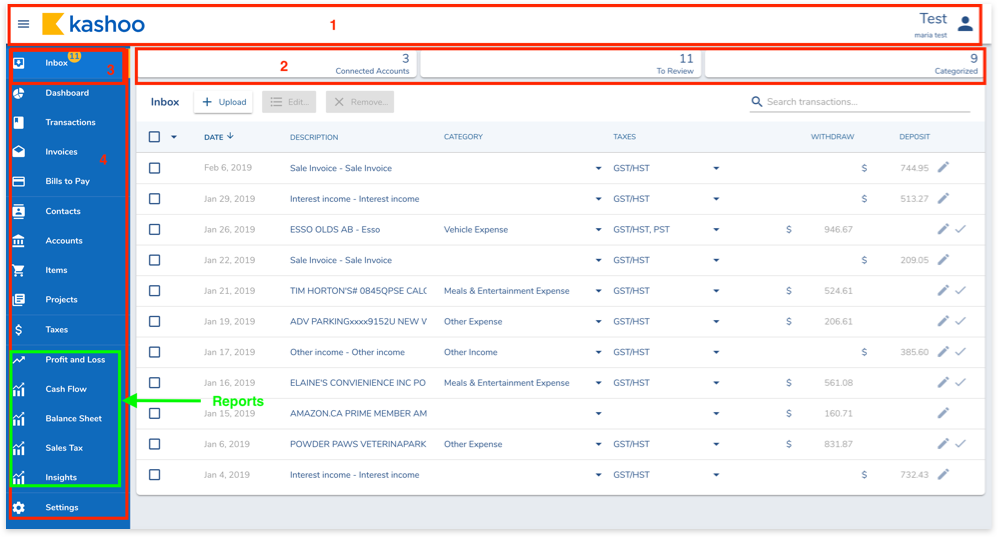 kashoo
1
Test
maria test
Inbox 11
3
Dashboard
Transactions
Invoices
4
Bills to Pay
Contacts
Accounts
Items
Projects
$ Taxes
Profit and Loss
Cash Flow
Balance Sheet
Sales Tax
Insights
Settings
Reports
2
3
Connected Accounts
11
To Review
9
Categorized
Inbox + Upload Edit... Remove... Search transactions...
DATE DESCRIPTION CATEGORY TAXES WITHDRAW DEPOSIT
Feb 6, 2019 Sale Invoice - Sale Invoice GST/HST $ 744.95
Jan 29, 2019 Interest income - Interest income GST/HST $ 513.27
Jan 26, 2019 ESSO OLDS AB - Esso Vehicle Expense GST/HST, PST $ 946.67
Jan 22, 2019 Sale Invoice - Sale Invoice GST/HST $ 209.05
Jan 21, 2019 TIM HORTON'S# 0845QPSE CALC Meals & Entertainment Expense GST/HST $ 524.61
Jan 19, 2019 ADV PARKINGxxxx9152U NEW V Other Expense GST/HST $ 206.61
Jan 17, 2019 Other income - Other income Other Income GST/HST $ 385.60
Jan 16, 2019 ELAINE'S CONVIENIENCE INC PO Meals & Entertainment Expense GST/HST $ 561.08
Jan 15, 2019 AMAZON.CA PRIME MEMBER AM $ 160.71
Jan 6, 2019 POWDER PAWS VETERINAPARK Other Expense GST/HST $ 831.87
Jan 4, 2019 Interest income - Interest income GST/HST $ 732.43